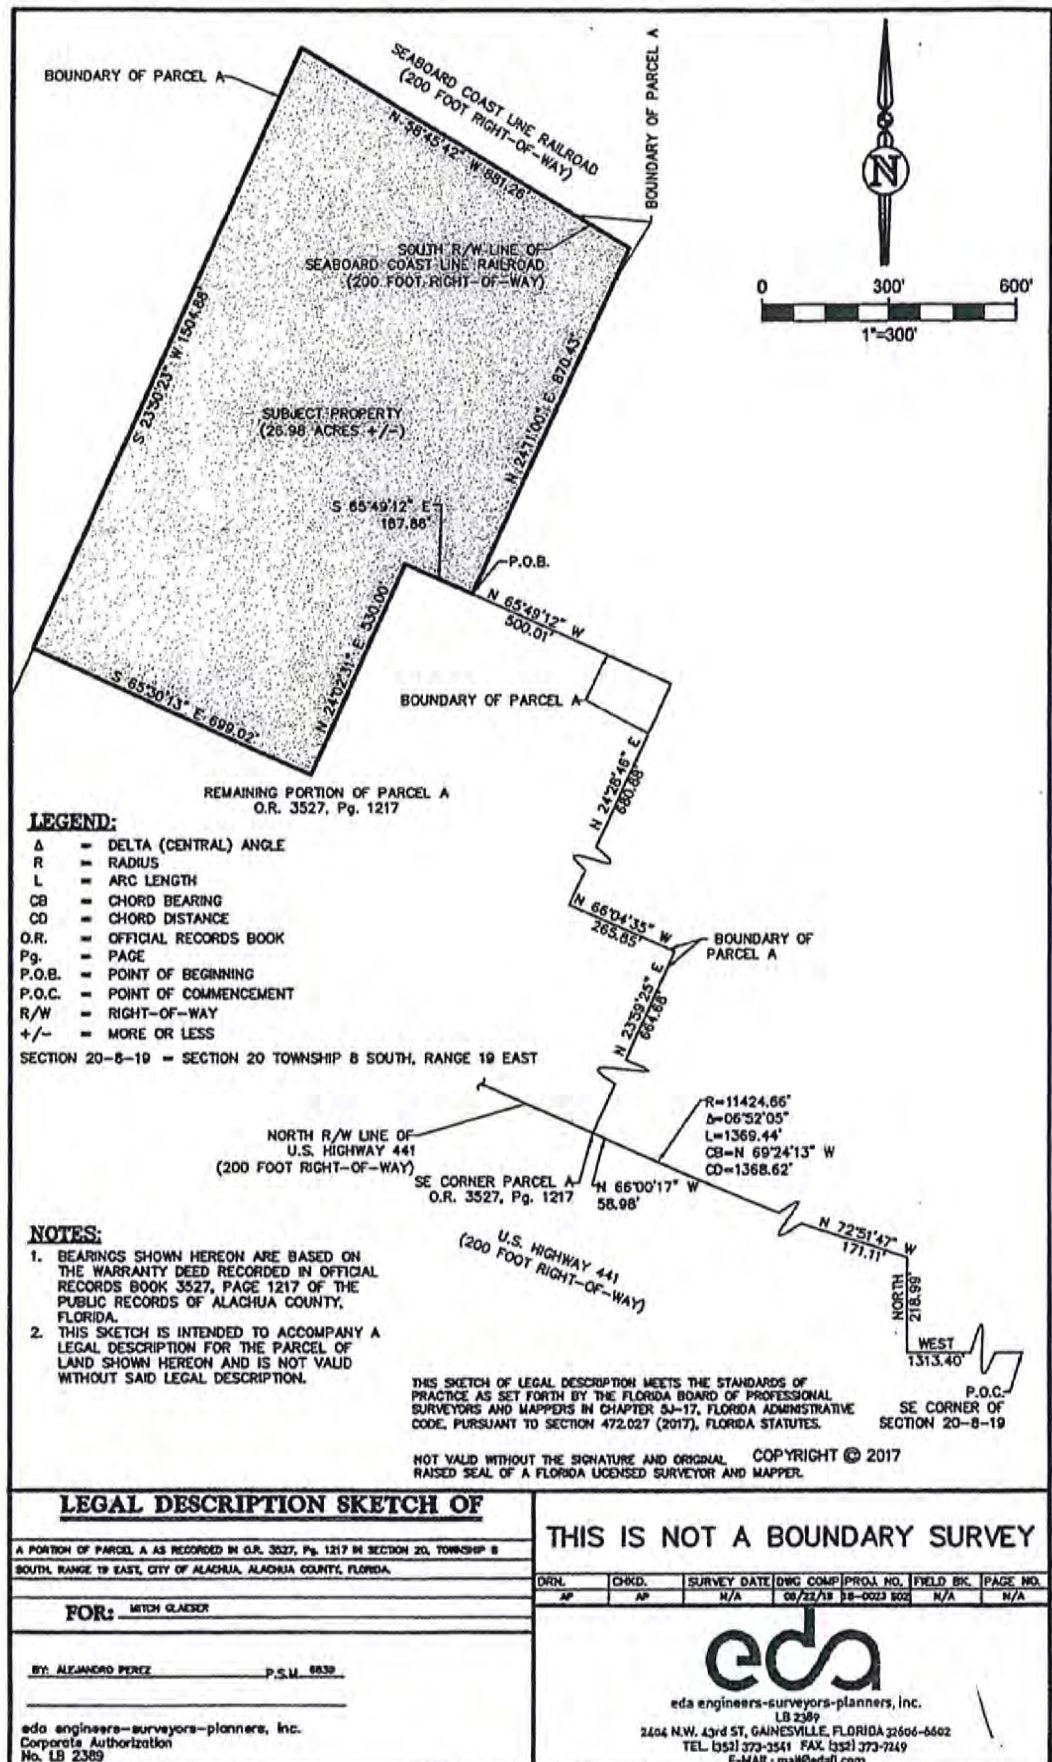 BOUNDARY OF PARCEL A
SEABOARD COAST LINE RAILROAD
(200 FOOT RIGHT-OF-WAY)
BOUNDARY OF PARCEL A
N
N 58°45'42" W 881.26'
SOUTH R/W LINE OF
SEABOARD COAST LINE RAILROAD
(200 FOOT RIGHT-OF-WAY)
0 300' 600'
1"=300'
S 23°50'23" W 1504.88'
N 24°11'00" E 870.43'
SUBJECT PROPERTY
(26.98 ACRES +/-)
S 65°49'12" E
187.88'
P.O.B.
N 65°49'12" W
500.01'
N 24°02'31" E 530.00'
S 65°30'13" E 699.02'
BOUNDARY OF PARCEL A
N 24°28'46" E
680.88'
REMAINING PORTION OF PARCEL A
O.R. 3527, Pg. 1217
LEGEND:
Δ = DELTA (CENTRAL) ANGLE
R = RADIUS
L = ARC LENGTH
CB = CHORD BEARING
CD = CHORD DISTANCE
O.R. = OFFICIAL RECORDS BOOK
Pg. = PAGE
P.O.B. = POINT OF BEGINNING
P.O.C. = POINT OF COMMENCEMENT
R/W = RIGHT-OF-WAY
+/- = MORE OR LESS
SECTION 20-8-19 = SECTION 20 TOWNSHIP 8 SOUTH, RANGE 19 EAST
N 66°04'35" W
265.85'
BOUNDARY OF
PARCEL A
N 23°59'25" E
664.68'
R=11424.66'
Δ=06°52'05"
L=1369.44'
CB=N 69°24'13" W
CD=1368.62'
NORTH R/W LINE OF
U.S. HIGHWAY 441
(200 FOOT RIGHT-OF-WAY)
SE CORNER PARCEL A
O.R. 3527, Pg. 1217
N 66°00'17" W
58.98'
U.S. HIGHWAY 441
(200 FOOT RIGHT-OF-WAY)
N 72°51'47" W
171.11'
NORTH
218.99'
WEST
1313.40'
P.O.C.
SE CORNER OF
SECTION 20-8-19
NOTES:
1. BEARINGS SHOWN HEREON ARE BASED ON
THE WARRANTY DEED RECORDED IN OFFICIAL
RECORDS BOOK 3527, PAGE 1217 OF THE
PUBLIC RECORDS OF ALACHUA COUNTY,
FLORIDA.
2. THIS SKETCH IS INTENDED TO ACCOMPANY A
LEGAL DESCRIPTION FOR THE PARCEL OF
LAND SHOWN HEREON AND IS NOT VALID
WITHOUT SAID LEGAL DESCRIPTION.
THIS SKETCH OF LEGAL DESCRIPTION MEETS THE STANDARDS OF
PRACTICE AS SET FORTH BY THE FLORIDA BOARD OF PROFESSIONAL
SURVEYORS AND MAPPERS IN CHAPTER 5J-17, FLORIDA ADMINISTRATIVE
CODE, PURSUANT TO SECTION 472.027 (2017), FLORIDA STATUTES.
NOT VALID WITHOUT THE SIGNATURE AND ORIGINAL
RAISED SEAL OF A FLORIDA LICENSED SURVEYOR AND MAPPER.
COPYRIGHT © 2017
LEGAL DESCRIPTION SKETCH OF
A PORTION OF PARCEL A AS RECORDED IN O.R. 3527, Pg. 1217 IN SECTION 20, TOWNSHIP 8
SOUTH, RANGE 19 EAST, CITY OF ALACHUA, ALACHUA COUNTY, FLORIDA.
FOR: MITCH GLAESER
BY: ALEJANDRO PEREZ P.S.M. 6830
eda engineers-surveyors-planners, inc.
Corporate Authorization
No. LB 2389
THIS IS NOT A BOUNDARY SURVEY
DRN. CHKD. SURVEY DATE DWG COMP PROJ. NO. FIELD BK. PAGE NO.
AP AP N/A 08/22/18 18-0023 S02 N/A N/A
eda
eda engineers-surveyors-planners, inc.
LB 2389
2404 N.W. 43rd ST, GAINESVILLE, FLORIDA 32606-6602
TEL. (352) 373-3541 FAX. (352) 373-7249
E-MAIL: mail@edafl.com